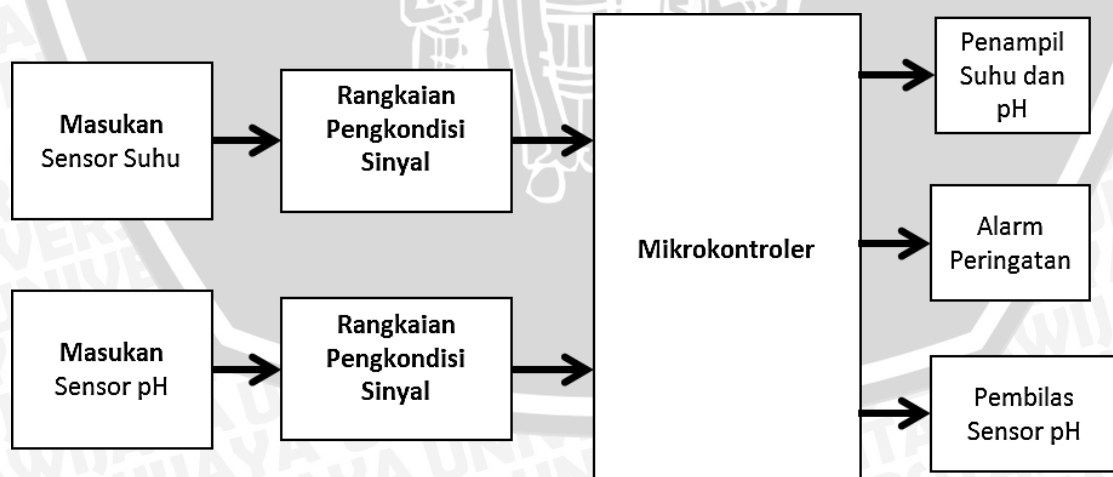 Masukan
Sensor Suhu
Rangkaian
Pengkondisi
Sinyal
Masukan
Sensor pH
Rangkaian
Pengkondisi
Sinyal
Mikrokontroler
Penampil
Suhu dan
pH
Alarm
Peringatan
Pembilas
Sensor pH